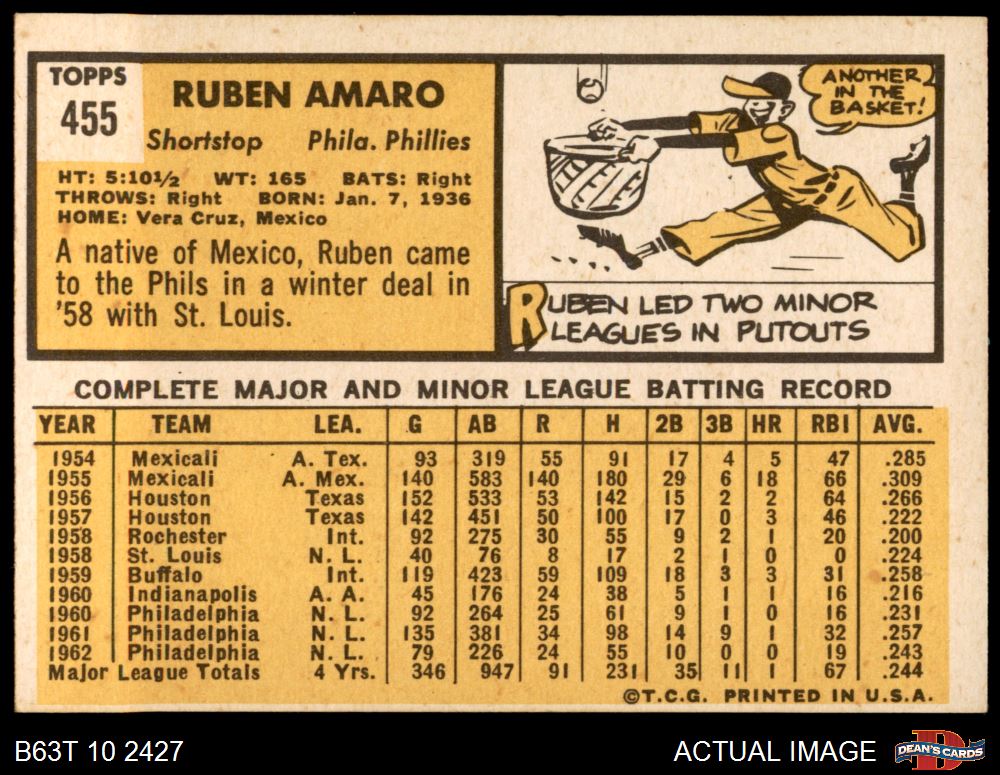 TOPPS
455
RUBEN AMARO
Shortstop Phila. Phillies
HT: 5:10½ WT: 165 BATS: Right
THROWS: Right BORN: Jan. 7, 1936
HOME: Vera Cruz, Mexico
A native of Mexico, Ruben came
to the Phils in a winter deal in
'58 with St. Louis.
ANOTHER
IN THE
BASKET!
RUBEN LED TWO MINOR
LEAGUES IN PUTOUTS
COMPLETE MAJOR AND MINOR LEAGUE BATTING RECORD
YEAR TEAM LEA. G AB R H 2B 3B HR RBI AVG.
1954 Mexicali A. Tex. 93 319 55 91 17 4 5 47 .285
1955 Mexicali A. Mex. 140 583 140 180 29 6 18 66 .309
1956 Houston Texas 152 533 53 142 15 2 2 64 .266
1957 Houston Texas 142 451 50 100 17 0 3 46 .222
1958 Rochester Int. 92 275 30 55 9 2 1 20 .200
1958 St. Louis N. L. 40 76 8 17 2 1 0 0 .224
1959 Buffalo Int. 119 423 59 109 18 3 3 31 .258
1960 Indianapolis A. A. 45 176 24 38 5 1 1 16 .216
1960 Philadelphia N. L. 92 264 25 61 9 1 0 16 .231
1961 Philadelphia N. L. 135 381 34 98 14 9 1 32 .257
1962 Philadelphia N. L. 79 226 24 55 10 0 0 19 .243
Major League Totals 4 Yrs. 346 947 91 231 35 11 1 67 .244
©T.C.G. PRINTED IN U.S.A.
B63T 10 2427 ACTUAL IMAGE
D
DEAN'S CARDS